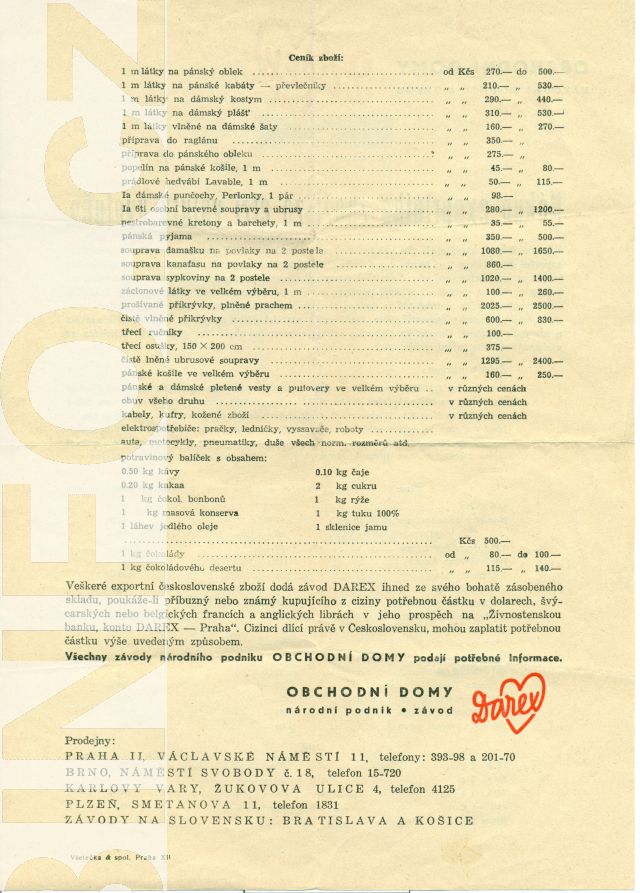 Ceník zboží:
1 m látky na pánský oblek .......... od Kčs 270.— do 500.—
1 m látky na pánské kabáty — převlečníky .......... „ „ 210.— „ 530.—
1 m látky na dámský kostym .......... „ „ 290.— „ 440.—
1 m látky na dámský plášť .......... „ „ 310.— „ 530.—
1 m látky vlněné na dámské šaty .......... „ „ 160.— „ 270.—
příprava do raglánu .......... „ „ 350.— „
příprava do pánského obleku .......... „ „ 275.— „
popelín na pánské košile, 1 m .......... „ „ 45.— „ 80.—
prádlové hedvábí Lavable, 1 m .......... „ „ 50.— „ 115.—
Ia dámské punčochy, Perlonky, 1 pár .......... „ „ 98.—
Ia 6ti osobní barevné soupravy a ubrusy .......... „ „ 280.— „ 1200.—
pestrobarevné kretony a barchety, 1 m .......... „ „ 35.— „ 55.—
pánská pyjama .......... „ „ 350.— „ 500.—
souprava damašku na povlaky na 2 postele .......... „ „ 1080.— „ 1650.—
souprava kanafasu na povlaky na 2 postele .......... „ „ 860.—
souprava sypkoviny na 2 postele .......... „ „ 1020.— „ 1400.—
záclonové látky ve velkém výběru, 1 m .......... „ „ 100.— „ 260.—
prošívané přikrývky, plněné prachem .......... „ „ 2025.— „ 2500.—
čistě vlněné přikrývky .......... „ „ 600.— „ 830.—
třecí ručníky .......... „ „ 100.—
třecí osušky, 150 × 200 cm .......... „ „ 375.—
čistě lněné ubrusové soupravy .......... „ „ 1295.— „ 2400.—
pánské košile ve velkém výběru .......... „ „ 160.— „ 250.—
pánské a dámské pletené vesty a pullovery ve velkém výběru .. v různých cenách
obuv všeho druhu .......... v různých cenách
kabely, kufry, kožené zboží .......... v různých cenách
elektrospotřebiče: pračky, ledničky, vyssavače, roboty ..........
auta, motocykly, pneumatiky, duše všech norm. rozměrů atd.
potravinový balíček s obsahem:
0.50 kg kávy 0.10 kg čaje
0.20 kg kakaa 2 kg cukru
1 kg čokol. bonbonů 1 kg rýže
1 kg masová konserva 1 kg tuku 100%
1 láhev jedlého oleje 1 sklenice jamu
.......... Kčs 500.—
1 kg čokolády .......... od „ 80.— do 100.—
1 kg čokoládového desertu .......... „ „ 115.— „ 140.—
Veškeré exportní československé zboží dodá závod DAREX ihned ze svého bohatě zásobeného
skladu, poukáže-li příbuzný nebo známý kupujícího z ciziny potřebnou částku v dolarech, švý-
carských nebo belgických francích a anglických librách v jeho prospěch na „Živnostenskou
banku, konto DAREX — Praha“. Cizinci dlící právě v Československu, mohou zaplatit potřebnou
částku výše uvedeným způsobem.
Všechny závody národního podniku OBCHODNÍ DOMY podají potřebné informace.
OBCHODNÍ DOMY
národní podnik • závod
Darex
Prodejny:
PRAHA II, VÁCLAVSKÉ NÁMĚSTÍ 11, telefony: 393-98 a 201-70
BRNO, NÁMĚSTÍ SVOBODY č. 18, telefon 15-720
KARLOVY VARY, ŽUKOVOVA ULICE 4, telefon 4125
PLZEŇ, SMETANOVA 11, telefon 1831
ZÁVODY NA SLOVENSKU: BRATISLAVA A KOŠICE
Všetečka & spol. Praha XII